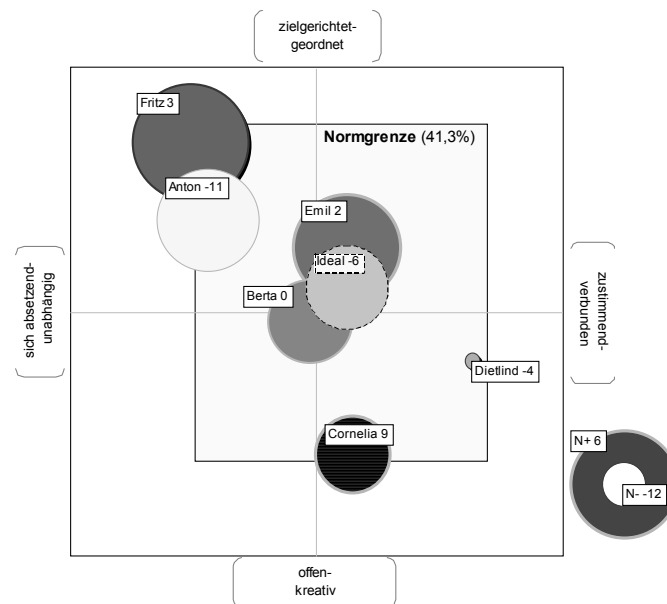 zielgerichtet-
geordnet
Fritz 3
Normgrenze (41,3%)
Anton -11
Emil 2
Ideal -6
sich absetzend-
unabhängig
zustimmend-
verbunden
Berta 0
Dietlind -4
Cornelia 9
N+ 6
N- -12
offen-
kreativ